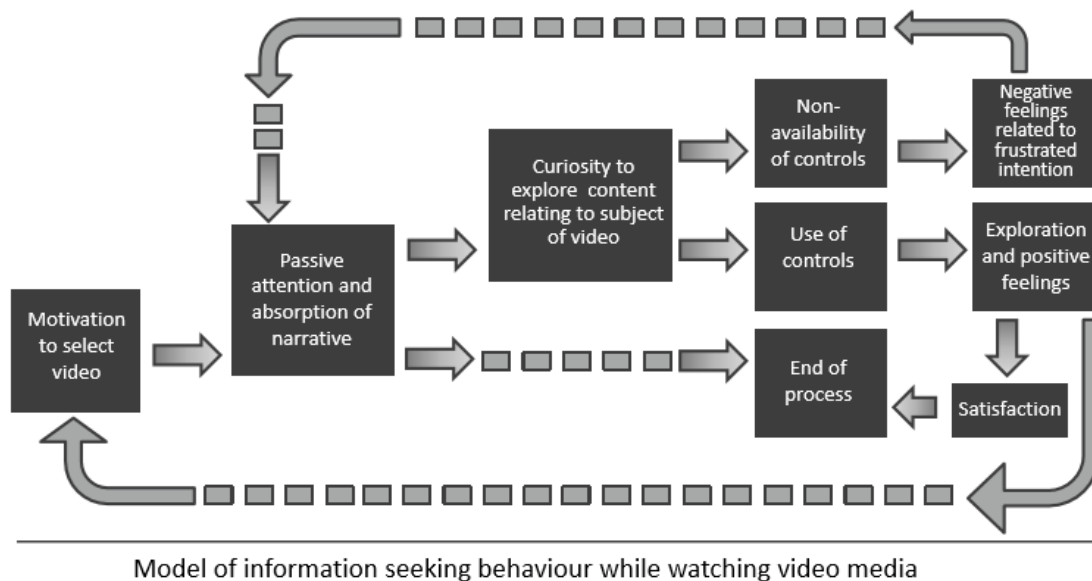 Motivation
to select
video
Passive
attention and
absorption of
narrative
Curiosity to
explore content
relating to subject
of video
Non-
availability
of controls
Negative
feelings
related to
frustrated
intention
Use of
controls
Exploration
and positive
feelings
End of
process
Satisfaction
Model of information seeking behaviour while watching video media